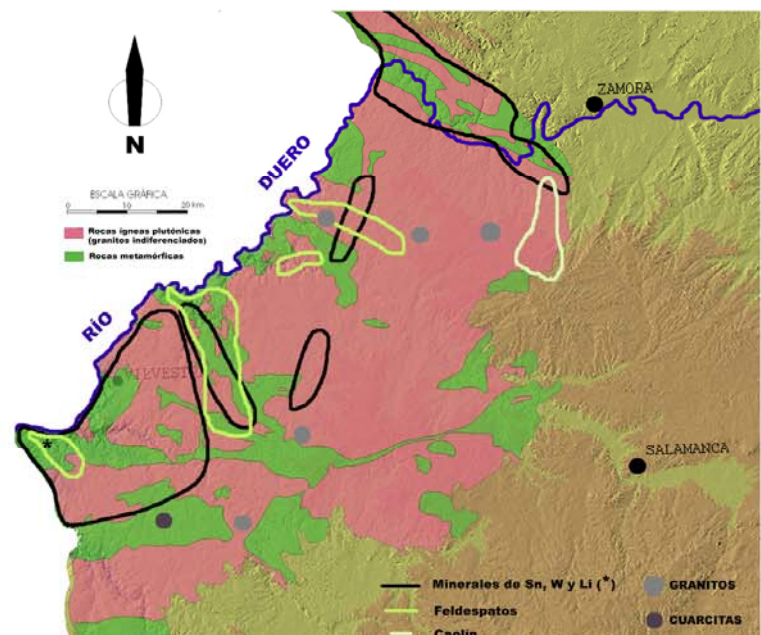 ZAMORA
N
DUERO
ESCALA GRÁFICA
0 10 20 km
Rocas ígneas plutónicas
(granitos indiferenciados)
Rocas metamórficas
RÍO
*
SALAMANCA
Minerales de Sn, W y Li (*)
GRANITOS
Feldespatos
CUARCITAS
Caolín